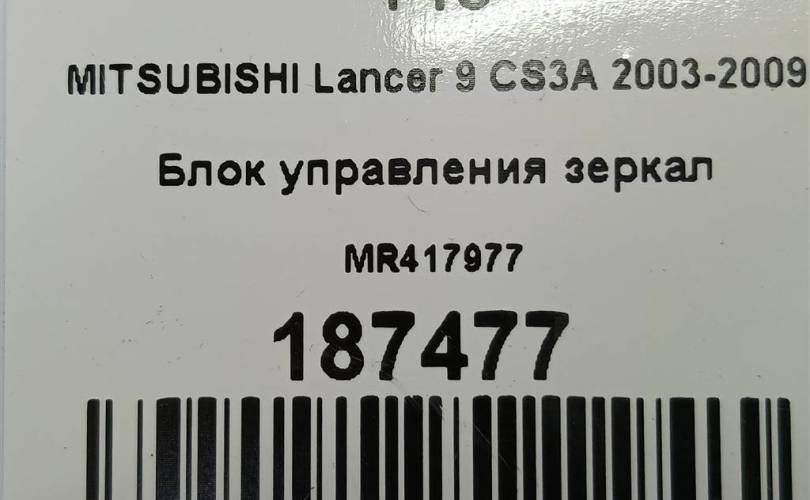 MITSUBISHI Lancer 9 CS3A 2003-2009
Блок управления зеркал
MR417977
187477